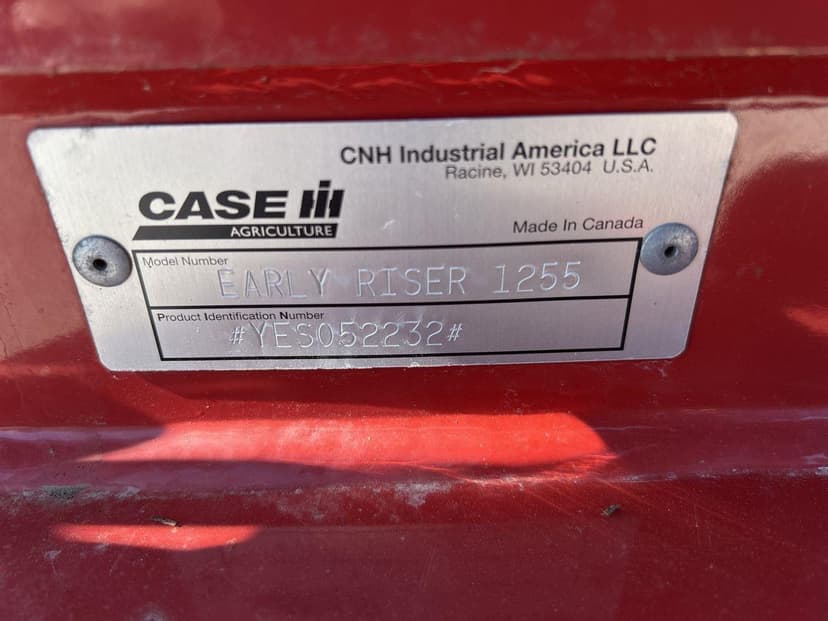 CNH Industrial America LLC
Racine, WI 53404 U.S.A.
CASE IH
AGRICULTURE
Made In Canada
Model Number
EARLY RISER 1255
Product Identification Number
#YES052232#